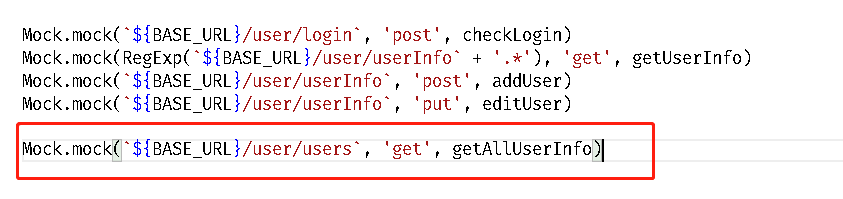 Mock.mock(`${BASE_URL}/user/login`, 'post', checkLogin)
Mock.mock(RegExp(`${BASE_URL}/user/userInfo` + '.*'), 'get', getUserInfo)
Mock.mock(`${BASE_URL}/user/userInfo`, 'post', addUser)
Mock.mock(`${BASE_URL}/user/userInfo`, 'put', editUser)
Mock.mock(`${BASE_URL}/user/users`, 'get', getAllUserInfo)